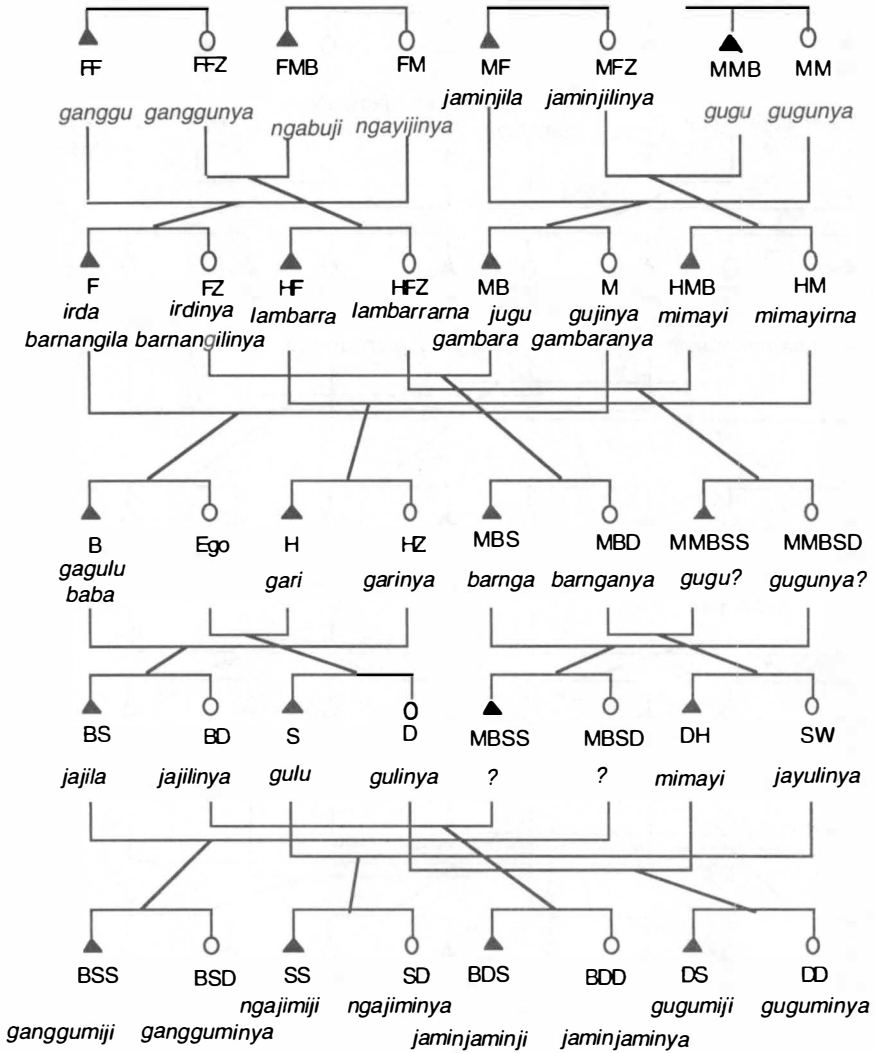 FF FFZ FMB FM MF MFZ MMB MM
jaminjila jaminjilinya
ganggu ganggunya gugu gugunya
ngabuji ngayijinya
F FZ HF HFZ MB M HMB HM
irda irdinya lambarra lambarrarna jugu gujinya mimayi mimayirna
barnangila barnangilinya gambara gambaranya
B Ego H HZ MBS MBD MMBSS MMBSD
gagulu gari garinya barnga barnganya gugu? gugunya?
baba
BS BD S D MBSS MBSD DH SW
jajila jajilinya gulu gulinya ? ? mimayi jayulinya
BSS BSD SS SD BDS BDD DS DD
ngajimiji ngajiminya gugumiji guguminya
ganggumiji gangguminya jaminjaminji jaminjaminya